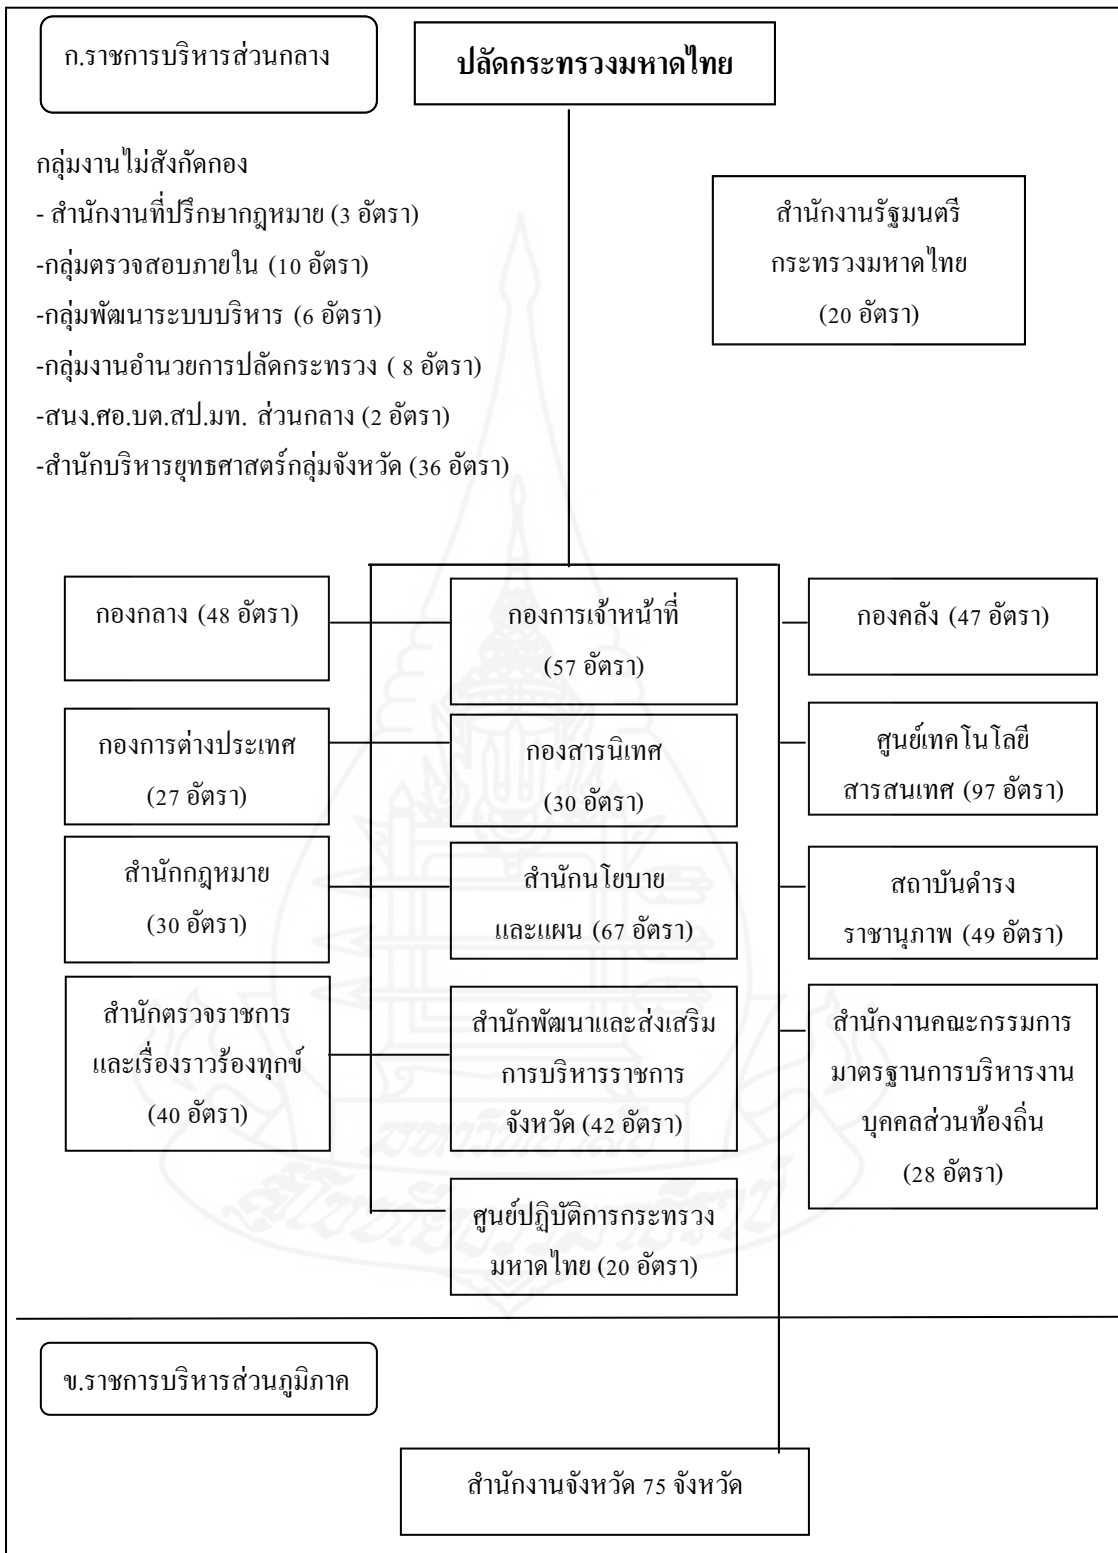 ก.ราชการบริหารส่วนกลาง
ปลัดกระทรวงมหาดไทย
กลุ่มงานไม่สังกัดกอง
- สำนักงานที่ปรึกษากฎหมาย (3 อัตรา)
-กลุ่มตรวจสอบภายใน (10 อัตรา)
-กลุ่มพัฒนาระบบบริหาร (6 อัตรา)
-กลุ่มงานอำนวยการปลัดกระทรวง ( 8 อัตรา)
-สนง.ศอ.บต.สป.มท. ส่วนกลาง (2 อัตรา)
-สำนักบริหารยุทธศาสตร์กลุ่มจังหวัด (36 อัตรา)
สำนักงานรัฐมนตรี
กระทรวงมหาดไทย
(20 อัตรา)
กองกลาง (48 อัตรา)
กองการเจ้าหน้าที่
(57 อัตรา)
กองคลัง (47 อัตรา)
กองการต่างประเทศ
(27 อัตรา)
กองสารนิเทศ
(30 อัตรา)
ศูนย์เทคโนโลยี
สารสนเทศ (97 อัตรา)
สำนักกฎหมาย
(30 อัตรา)
สำนักนโยบาย
และแผน (67 อัตรา)
สถาบันดำรง
ราชานุภาพ (49 อัตรา)
สำนักตรวจราชการ
และเรื่องราวร้องทุกข์
(40 อัตรา)
สำนักพัฒนาและส่งเสริม
การบริหารราชการ
จังหวัด (42 อัตรา)
สำนักงานคณะกรรมการ
มาตรฐานการบริหารงาน
บุคคลส่วนท้องถิ่น
(28 อัตรา)
ศูนย์ปฏิบัติการกระทรวง
มหาดไทย (20 อัตรา)
มหาวิทยาลัย
สุโขทัยธรรมาธิราช
ข.ราชการบริหารส่วนภูมิภาค
สำนักงานจังหวัด 75 จังหวัด